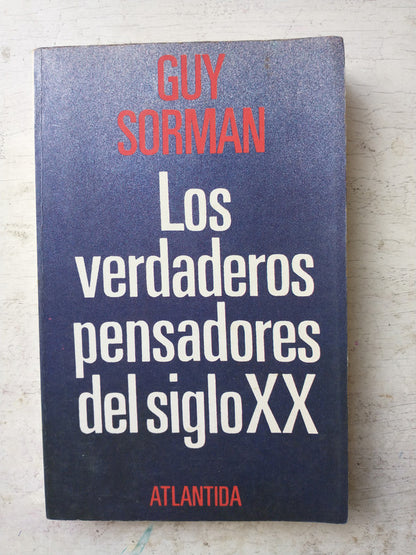 GUY
SORMAN
Los
verdaderos
pensadores
del siglo XX
ATLANTIDA